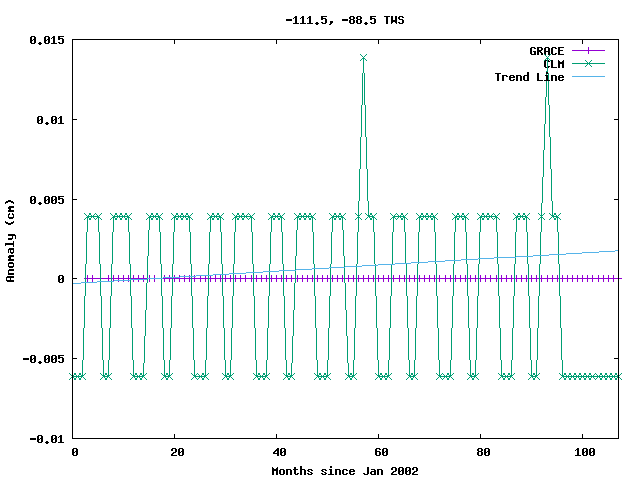 -111.5, -88.5 TWS
0.015
GRACE
CLM
Trend Line
0.01
0.005
Anomaly (cm)
0
-0.005
-0.01
0 20 40 60 80 100
Months since Jan 2002